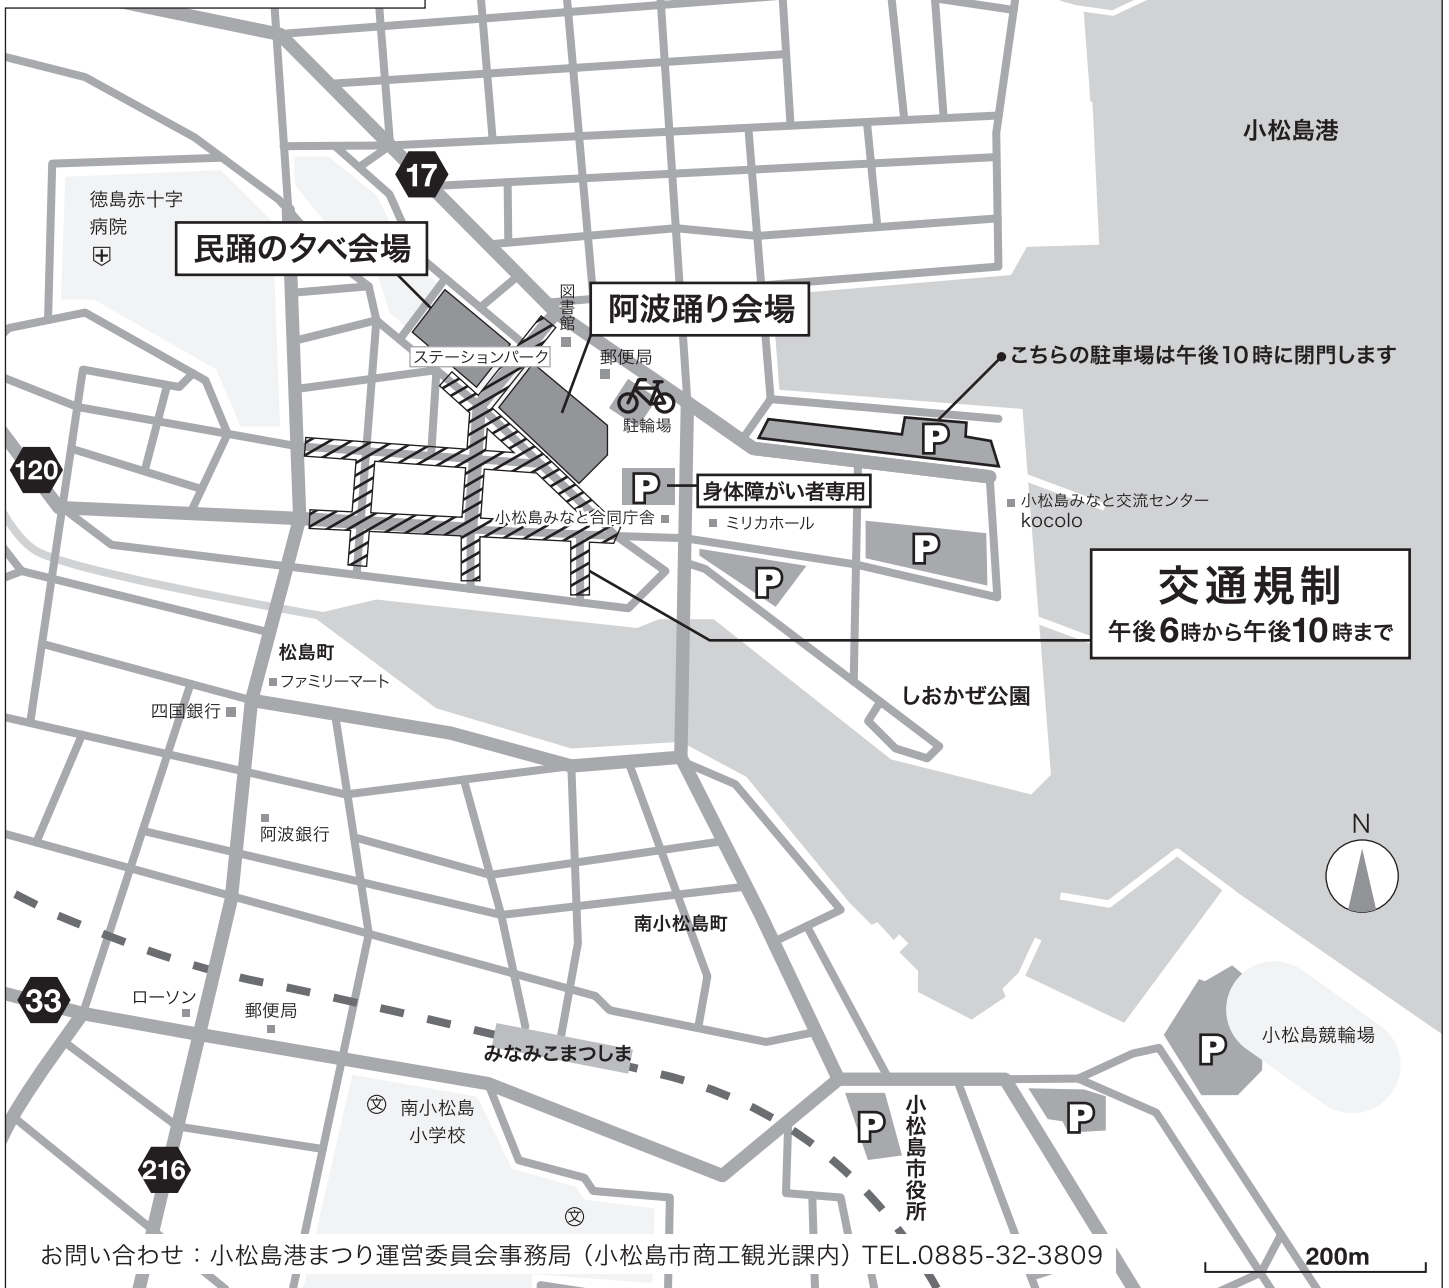 小松島港
17
徳島赤十字
病院
民踊の夕べ会場
図書館
阿波踊り会場
ステーションパーク
郵便局
こちらの駐車場は午後10時に閉門します
駐輪場
P
120
P
身体障がい者専用
小松島みなと合同庁舎
ミリカホール
小松島みなと交流センター
kocolo
P
P
交通規制
午後6時から午後10時まで
松島町
ファミリーマート
四国銀行
しおかぜ公園
阿波銀行
N
南小松島町
33
ローソン
郵便局
みなみこまつしま
P
小松島競輪場
文
南小松島
小学校
P
小松島市役所
P
216
文
お問い合わせ：小松島港まつり運営委員会事務局（小松島市商工観光課内）TEL.0885-32-3809
200m